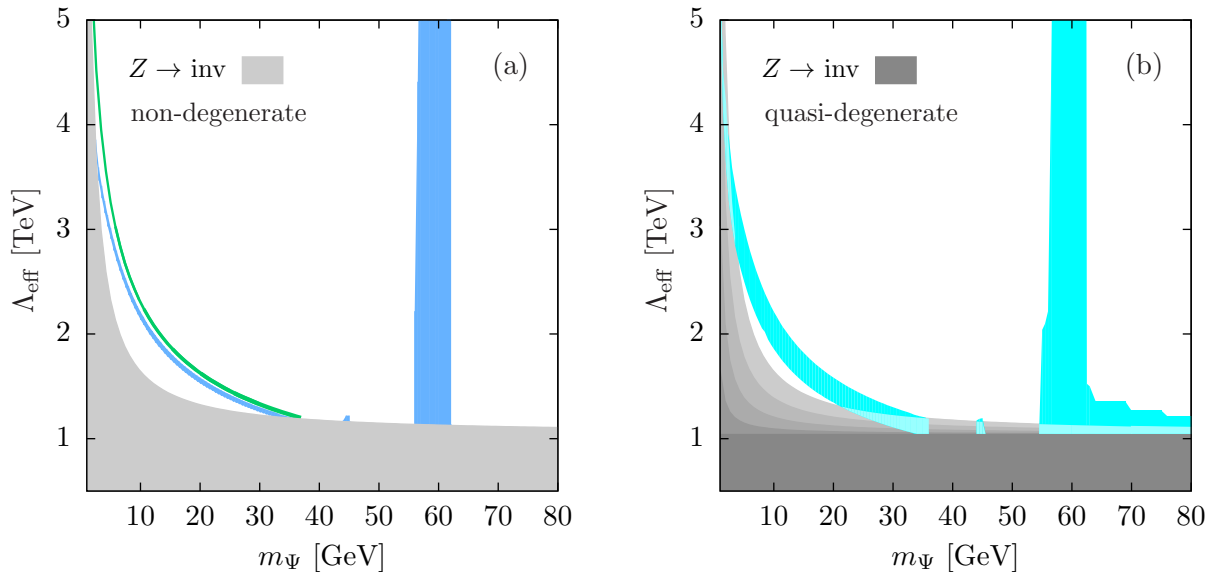 5
4
3
2
1
Λeff [TeV]
Z → inv
non-degenerate
(a)
10 20 30 40 50 60 70 80
mΨ [GeV]
5
4
3
2
1
Λeff [TeV]
Z → inv
quasi-degenerate
(b)
10 20 30 40 50 60 70 80
mΨ [GeV]